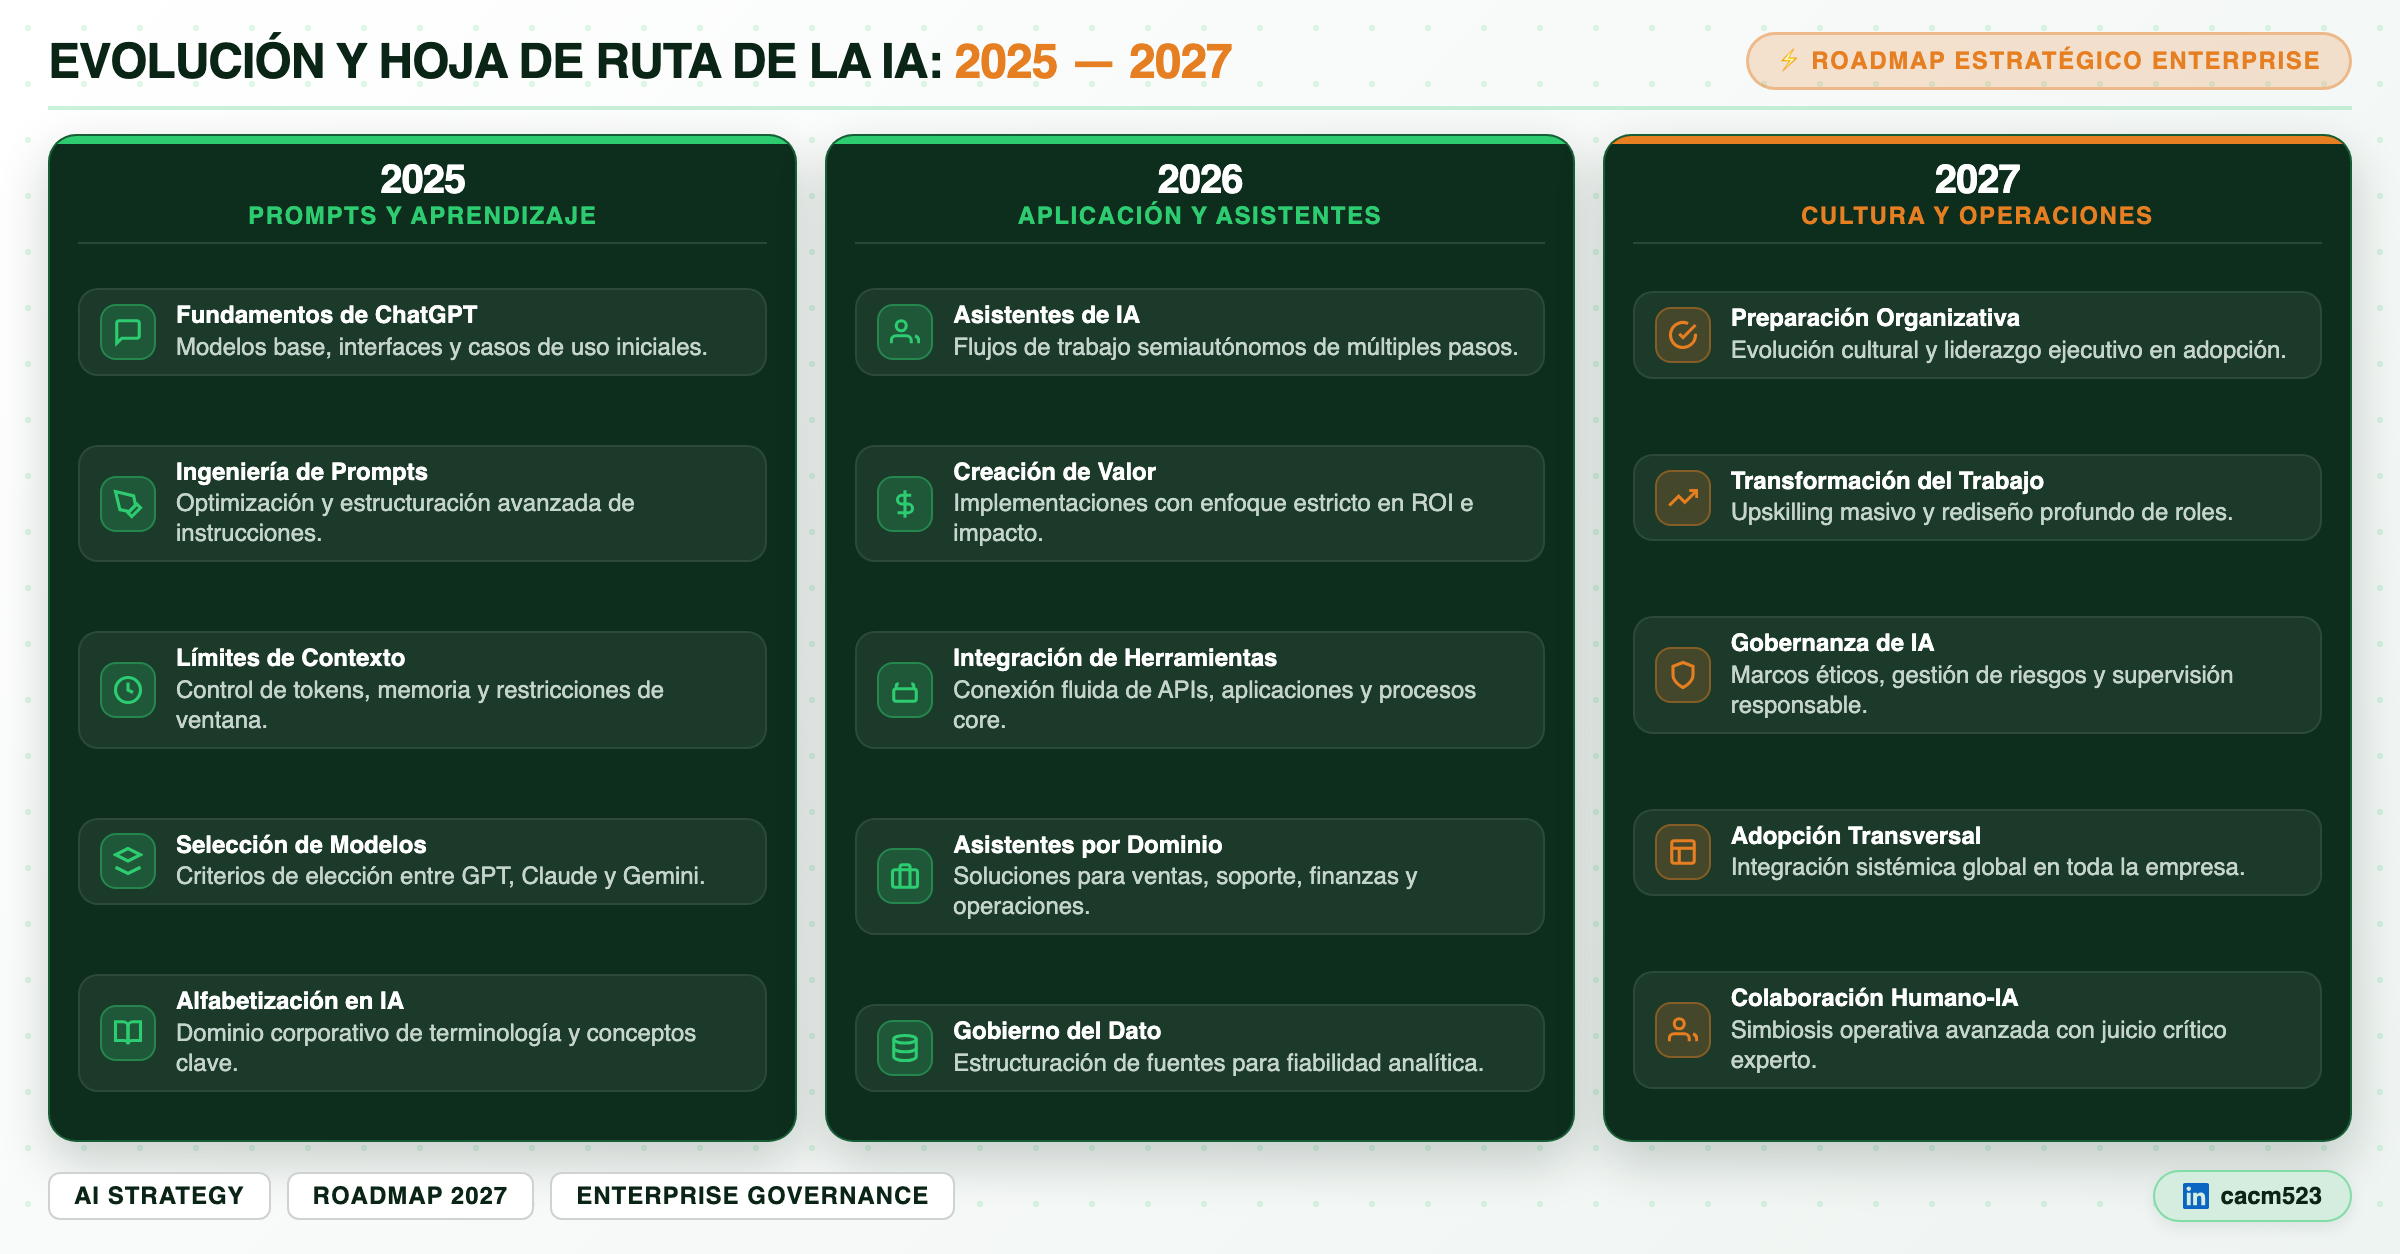 EVOLUCIÓN Y HOJA DE RUTA DE LA IA: 2025 — 2027
⚡ ROADMAP ESTRATÉGICO ENTERPRISE
2025
PROMPTS Y APRENDIZAJE
Fundamentos de ChatGPT
Modelos base, interfaces y casos de uso iniciales.
Ingeniería de Prompts
Optimización y estructuración avanzada de
instrucciones.
Límites de Contexto
Control de tokens, memoria y restricciones de
ventana.
Selección de Modelos
Criterios de elección entre GPT, Claude y Gemini.
Alfabetización en IA
Dominio corporativo de terminología y conceptos
clave.
2026
APLICACIÓN Y ASISTENTES
Asistentes de IA
Flujos de trabajo semiautónomos de múltiples pasos.
Creación de Valor
Implementaciones con enfoque estricto en ROI e
impacto.
Integración de Herramientas
Conexión fluida de APIs, aplicaciones y procesos
core.
Asistentes por Dominio
Soluciones para ventas, soporte, finanzas y
operaciones.
Gobierno del Dato
Estructuración de fuentes para fiabilidad analítica.
2027
CULTURA Y OPERACIONES
Preparación Organizativa
Evolución cultural y liderazgo ejecutivo en adopción.
Transformación del Trabajo
Upskilling masivo y rediseño profundo de roles.
Gobernanza de IA
Marcos éticos, gestión de riesgos y supervisión
responsable.
Adopción Transversal
Integración sistémica global en toda la empresa.
Colaboración Humano-IA
Simbiosis operativa avanzada con juicio crítico
experto.
AI STRATEGY
ROADMAP 2027
ENTERPRISE GOVERNANCE
in cacm523